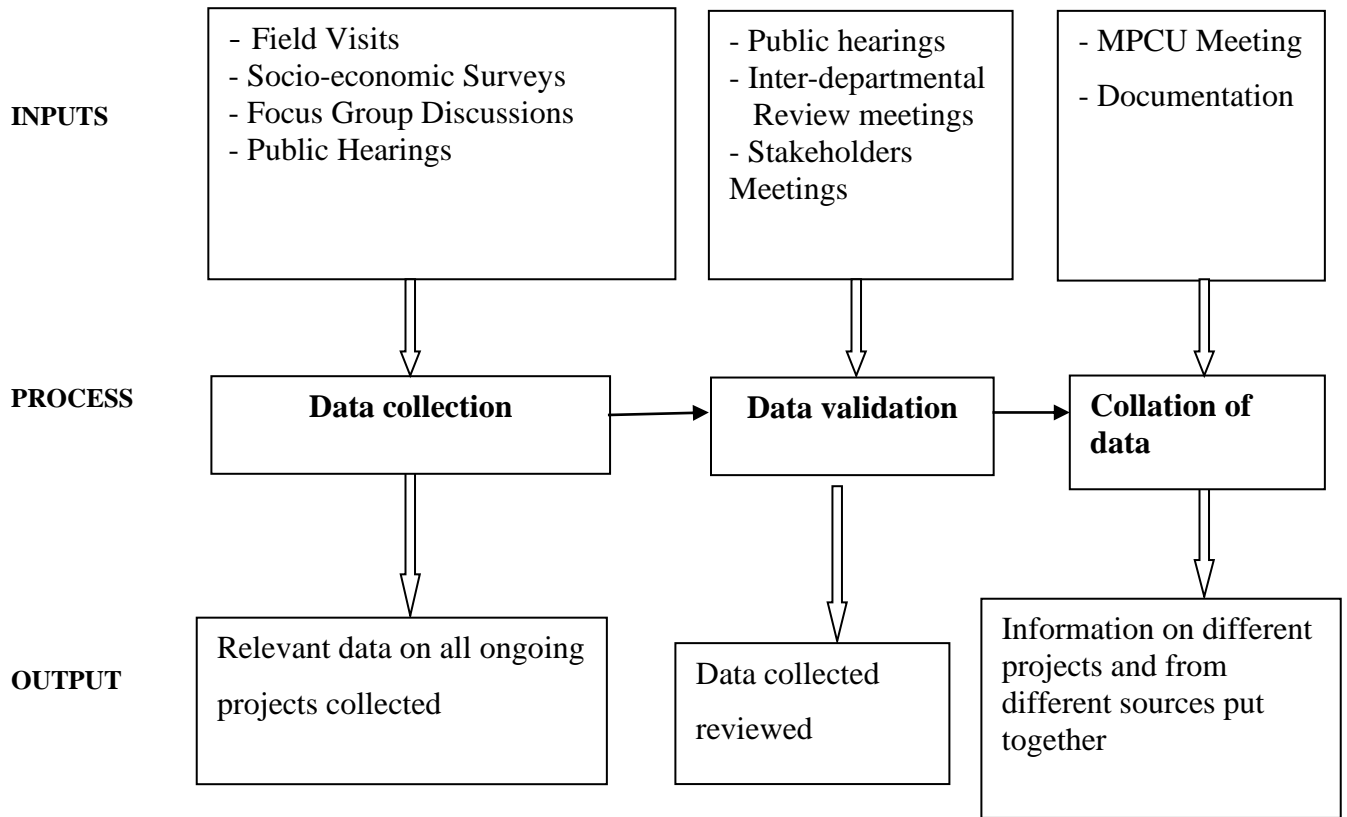 INPUTS
- Field Visits
- Socio-economic Surveys
- Focus Group Discussions
- Public Hearings
- Public hearings
- Inter-departmental
Review meetings
- Stakeholders
Meetings
- MPCU Meeting
- Documentation
PROCESS
Data collection
Data validation
Collation of
data
OUTPUT
Relevant data on all ongoing
projects collected
Data collected
reviewed
Information on different
projects and from
different sources put
together